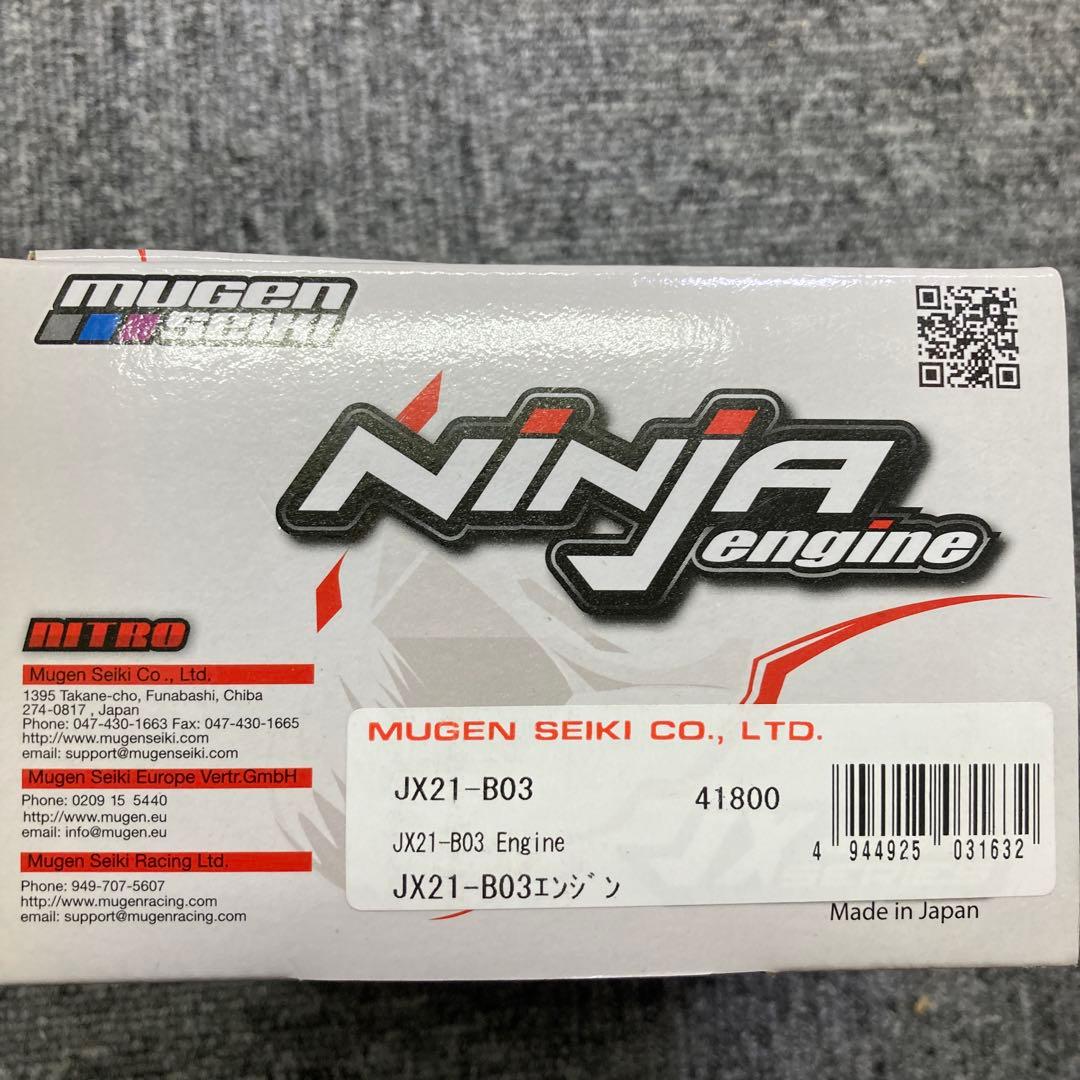 mugen
seiki
NiNjA
engine
NITRO
Mugen Seiki Co., Ltd.
1395 Takane-cho, Funabashi, Chiba
274-0817 , Japan
Phone: 047-430-1663 Fax: 047-430-1665
http://www.mugenseiki.com
email: support@mugenseiki.com
Mugen Seiki Europe Vertr.GmbH
Phone: 0209 15 5440
http://www.mugen.eu
email: info@mugen.eu
Mugen Seiki Racing Ltd.
Phone: 949-707-5607
http://www.mugenracing.com
email: support@mugenracing.com
MUGEN SEIKI CO., LTD.
JX21-B03
41800
JX21-B03 Engine
JX21-B03ｴﾝｼﾞﾝ
4 944925 031632
Made in Japan